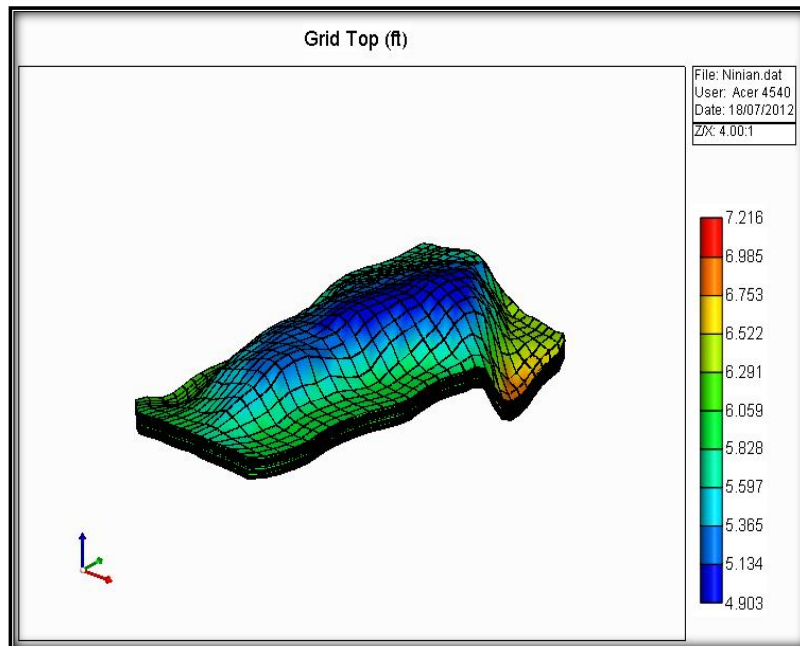 Grid Top (ft)
File: Ninian.dat
User: Acer 4540
Date: 18/07/2012
Z/X: 4.00:1
7.216
6.985
6.753
6.522
6.291
6.059
5.828
5.597
5.365
5.134
4.903